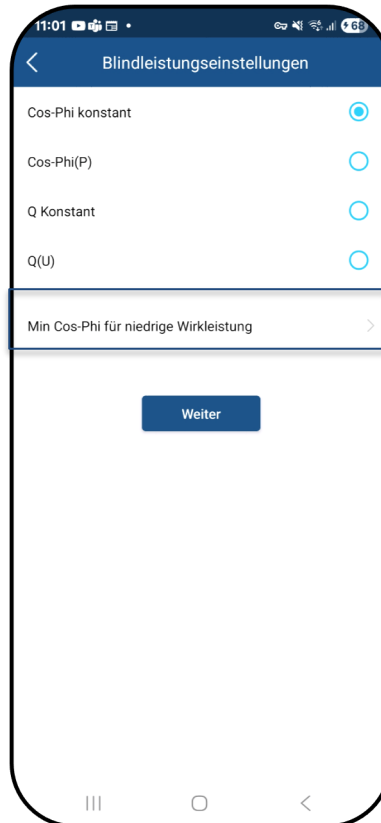 11:01
68
Blindleistungseinstellungen
Cos-Phi konstant
Cos-Phi(P)
Q Konstant
Q(U)
Min Cos-Phi für niedrige Wirkleistung
Weiter